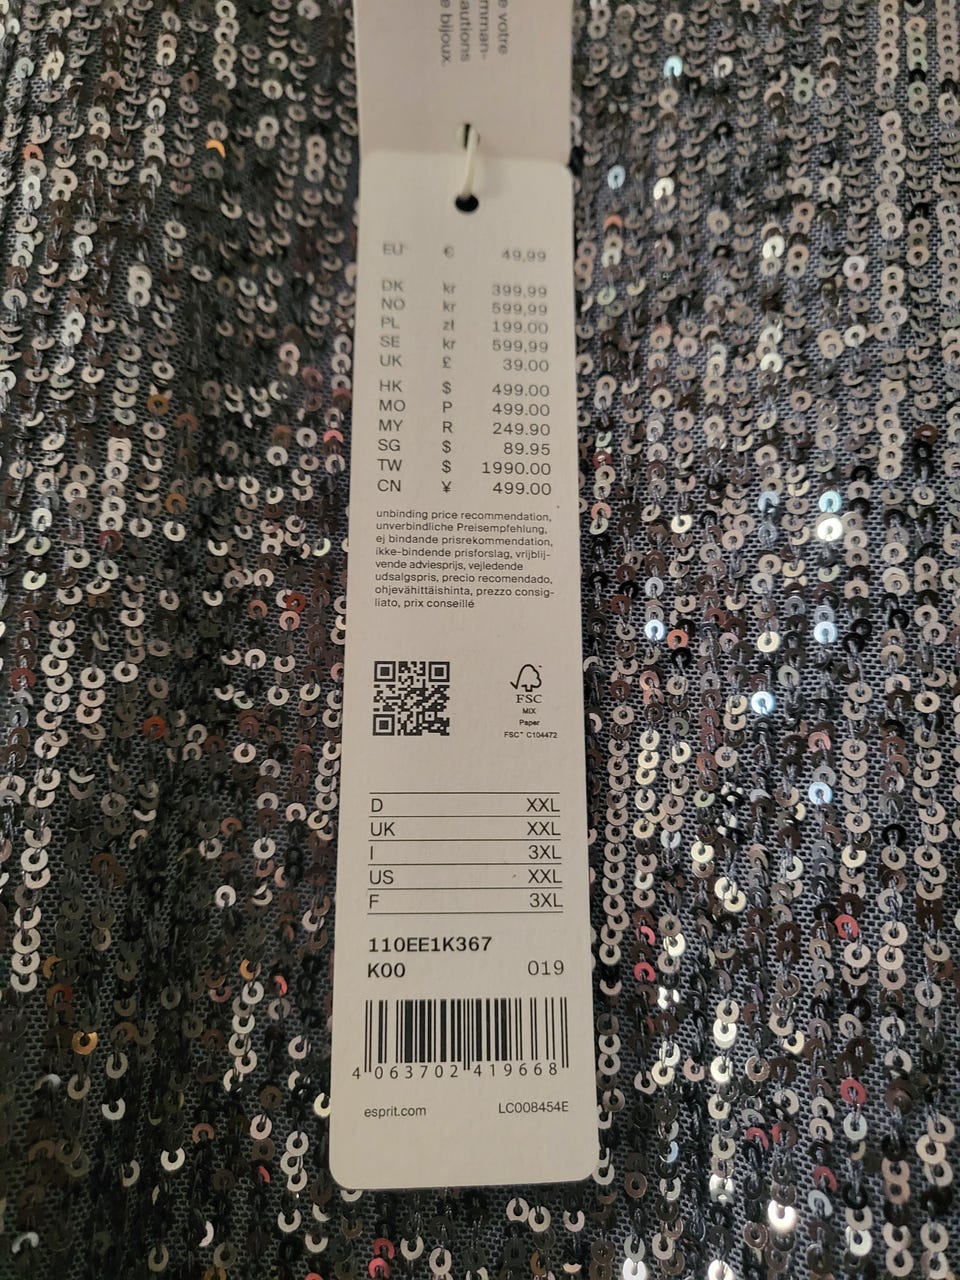 e votre
mman-
autions
e bijoux.
EU € 49,99
DK kr 399,99
NO kr 599,99
PL zł 199.00
SE kr 599,99
UK £ 39.00
HK $ 499.00
MO P 499.00
MY R 249.90
SG $ 89.95
TW $ 1990.00
CN ¥ 499.00
unbinding price recommendation,
unverbindliche Preisempfehlung,
ej bindande prisrekommendation,
ikke-bindende prisforslag, vrijblij-
vende adviesprijs, vejledende
udsalgspris, precio recomendado,
ohjevähittäishinta, prezzo consig-
liato, prix conseillé
FSC
MIX
Paper
FSC™ C104472
D XXL
UK XXL
I 3XL
US XXL
F 3XL
110EE1K367
K00 019
4 063702 419668
esprit.com LC008454E